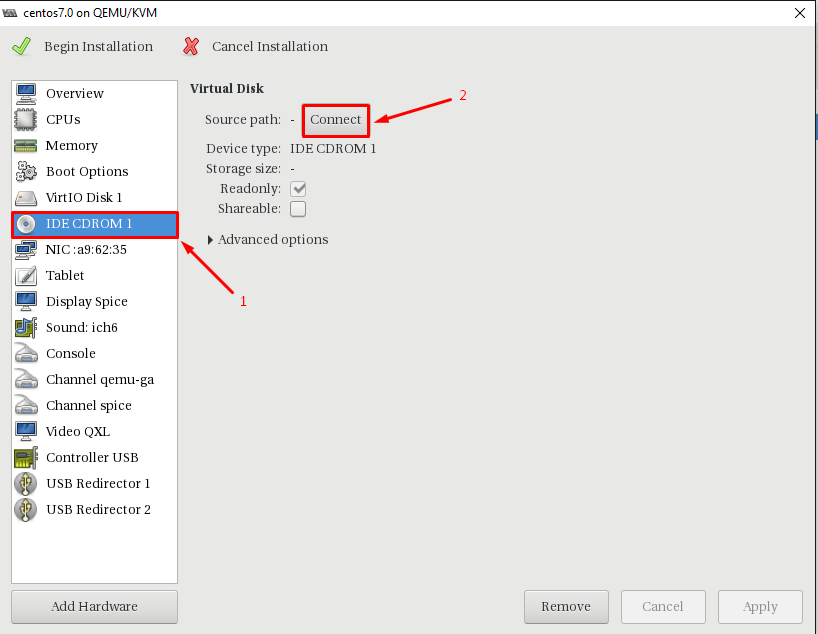 centos7.0 on QEMU/KVM
Begin Installation
Cancel Installation
Overview
CPUs
Memory
Boot Options
VirtIO Disk 1
IDE CDROM 1
NIC :a9:62:35
Tablet
Display Spice
Sound: ich6
Console
Channel qemu-ga
Channel spice
Video QXL
Controller USB
USB Redirector 1
USB Redirector 2
Add Hardware
Virtual Disk
Source path: - Connect
2
Device type: IDE CDROM 1
Storage size: -
Readonly:
Shareable:
Advanced options
1
Remove
Cancel
Apply